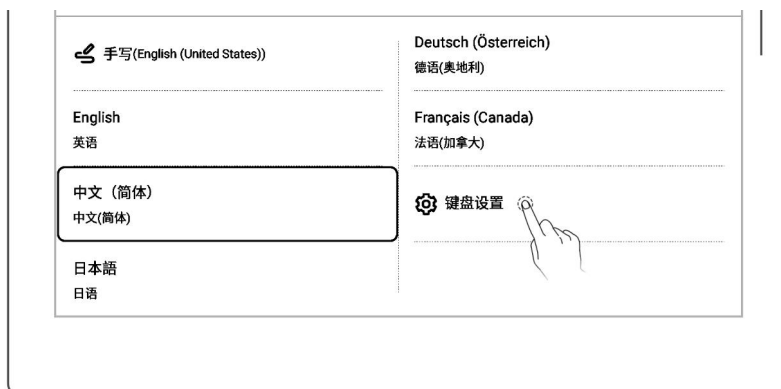 手写(English (United States))
English
英语
中文（简体）
中文(简体)
日本語
日语
Deutsch (Österreich)
德语(奥地利)
Français (Canada)
法语(加拿大)
键盘设置